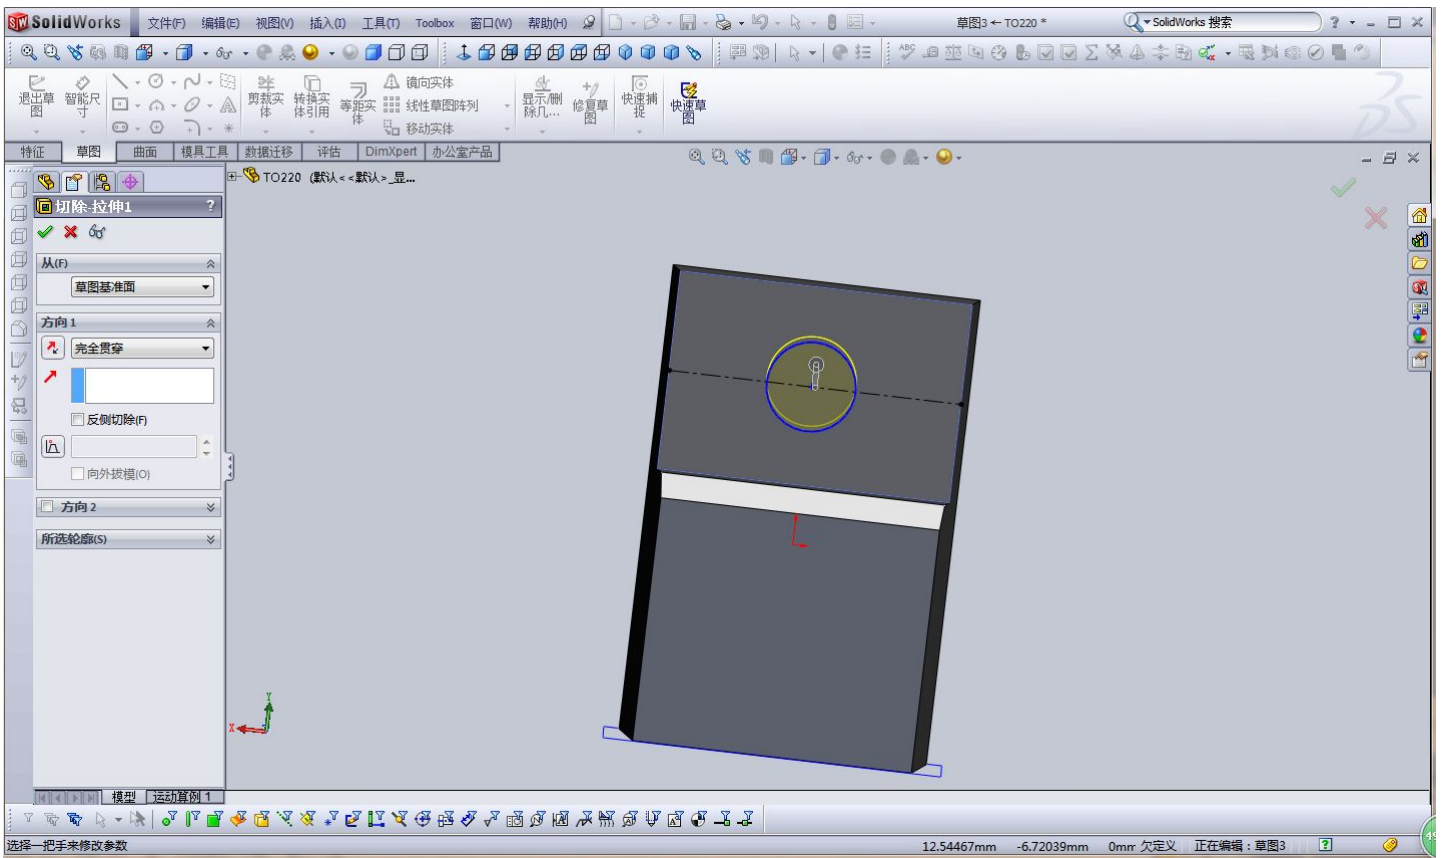 SW SolidWorks 文件(F) 编辑(E) 视图(V) 插入(I) 工具(T) Toolbox 窗口(W) 帮助(H) 草图3 ← TO220 * SolidWorks 搜索 ?
退出草图 智能尺寸 剪裁实体 转换实体引用 等距实体 镜向实体 线性草图阵列 移动实体 显示/删除几... 修复草图 快速捕捉 快速草图
特征 草图 曲面 模具工具 数据迁移 评估 DimXpert 办公室产品
TO220 (默认<<默认>_显...
切除-拉伸1 ?
从(F)
草图基准面
方向1
完全贯穿
反侧切除(F)
向外拔模(O)
方向2
所选轮廓(S)
Y
X
模型 运动算例 1
选择一把手来修改参数 12.54467mm -6.72039mm 0mm 欠定义 正在编辑：草图3 ?